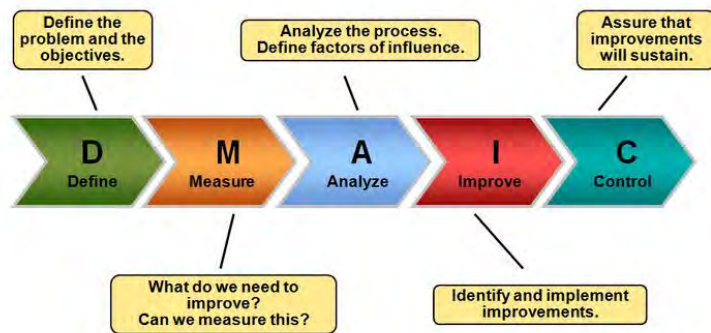 Define the
problem and the
objectives.
Analyze the process.
Define factors of influence.
Assure that
improvements
will sustain.
D
Define
M
Measure
A
Analyze
I
Improve
C
Control
What do we need to
improve?
Can we measure this?
Identify and implement
improvements.